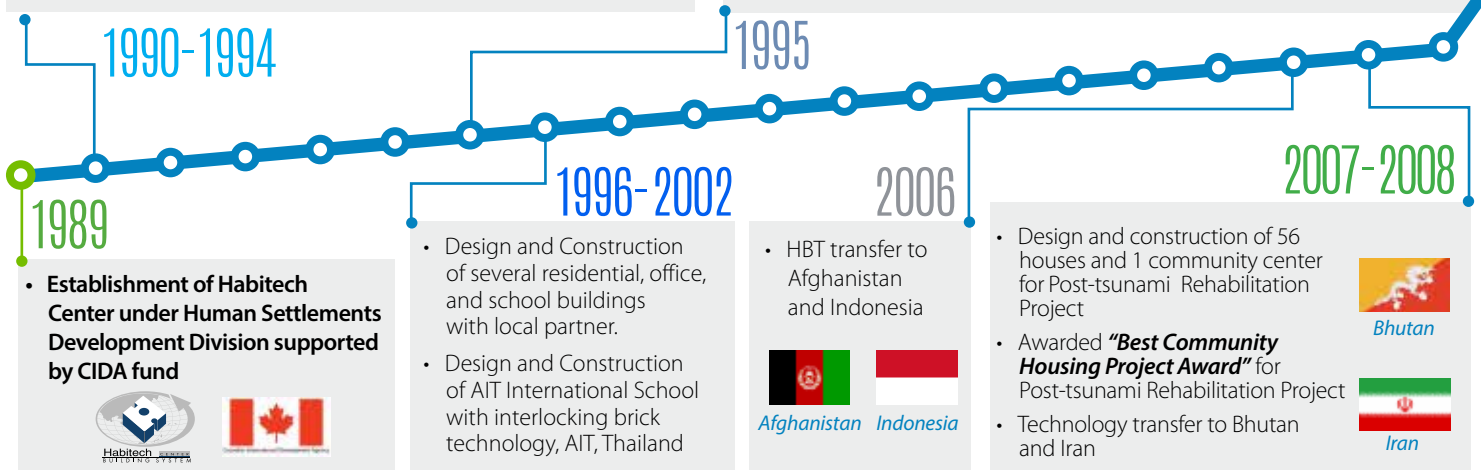 1990-1994
1995
1989
• Establishment of Habitech
Center under Human Settlements
Development Division supported
by CIDA fund
Habitech CENTER
BUILDING SYSTEM
1996-2002
• Design and Construction
of several residential, office,
and school buildings
with local partner.
• Design and Construction
of AIT International School
with interlocking brick
technology, AIT, Thailand
2006
• HBT transfer to
Afghanistan
and Indonesia
Afghanistan Indonesia
2007-2008
• Design and construction of 56
houses and 1 community center
for Post-tsunami Rehabilitation
Project
• Awarded "Best Community
Housing Project Award" for
Post-tsunami Rehabilitation Project
• Technology transfer to Bhutan
and Iran
Bhutan
Iran